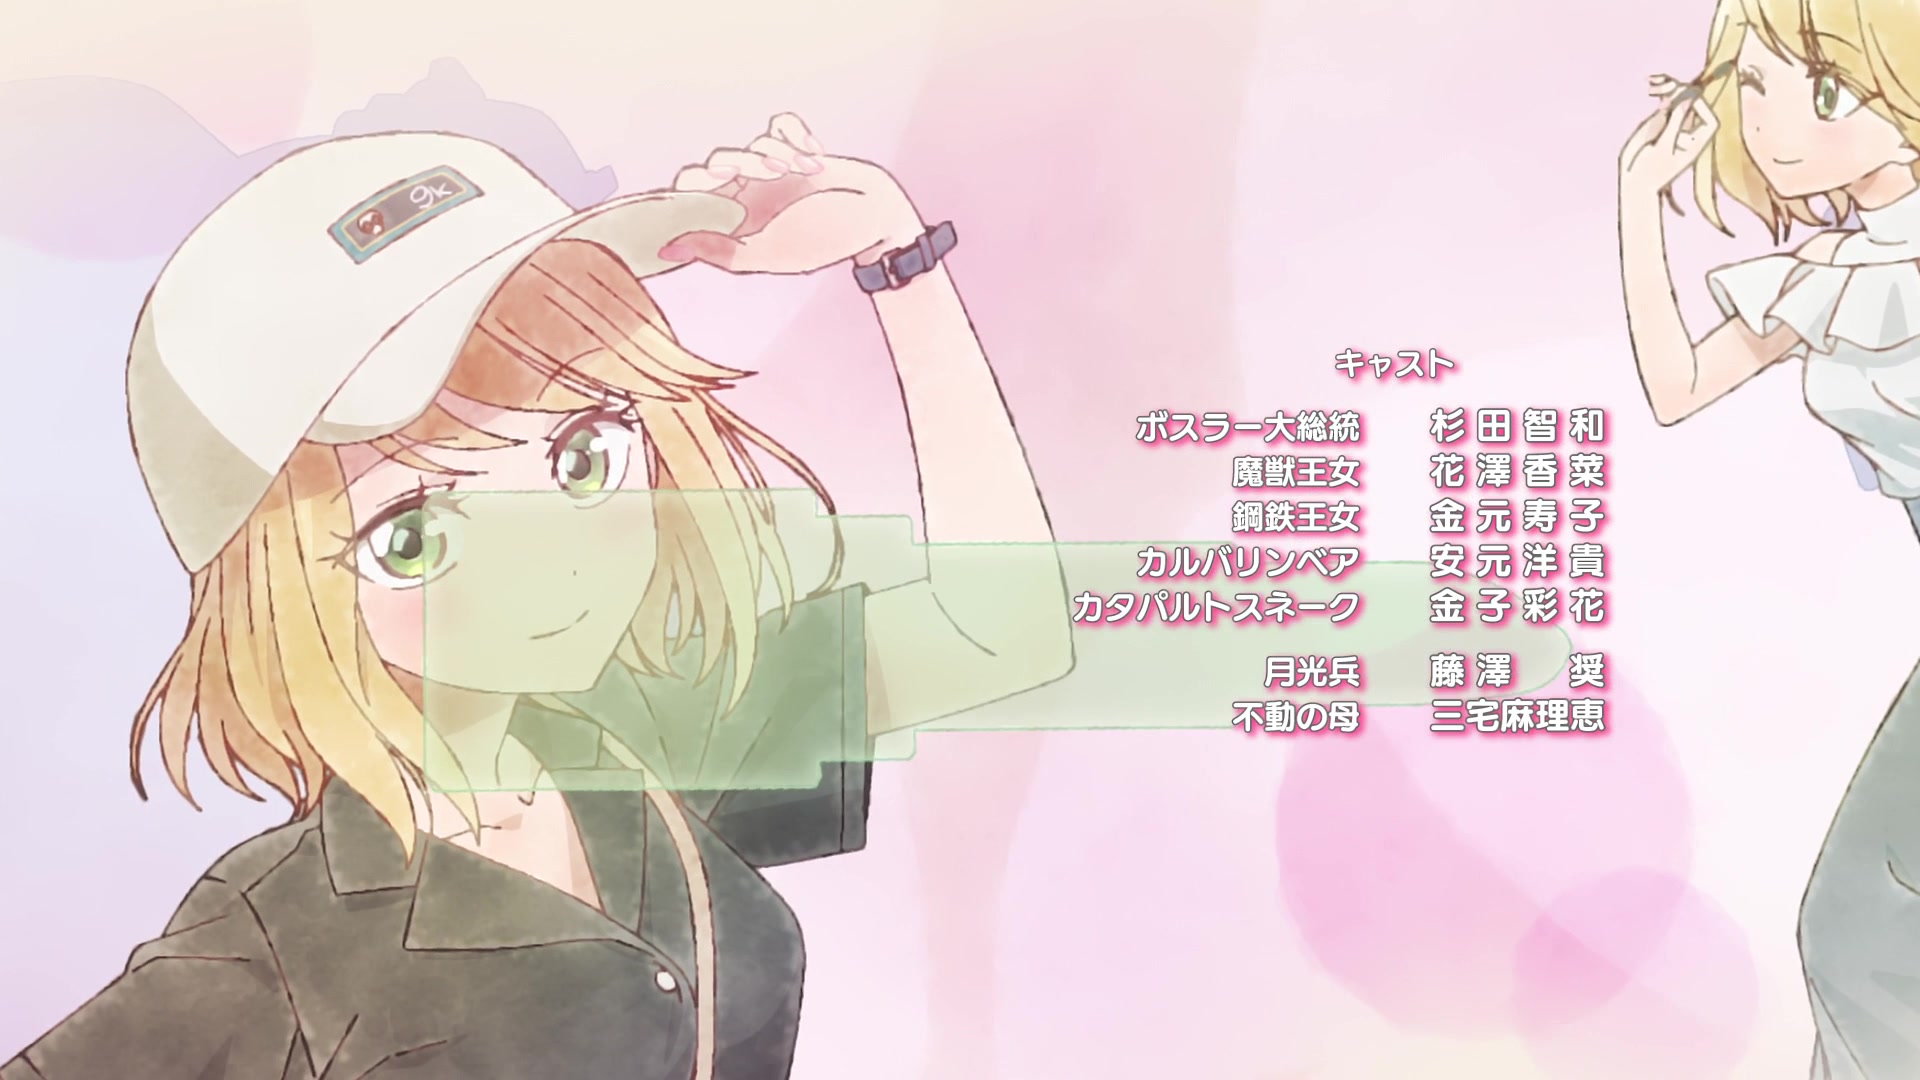 9k
キャスト
ボスラー大総統 杉田智和
魔獣王女 花澤香菜
鋼鉄王女 金元寿子
カルバリンベア 安元洋貴
カタパルトスネーク 金子彩花
月光兵 藤澤 奨
不動の母 三宅麻理恵